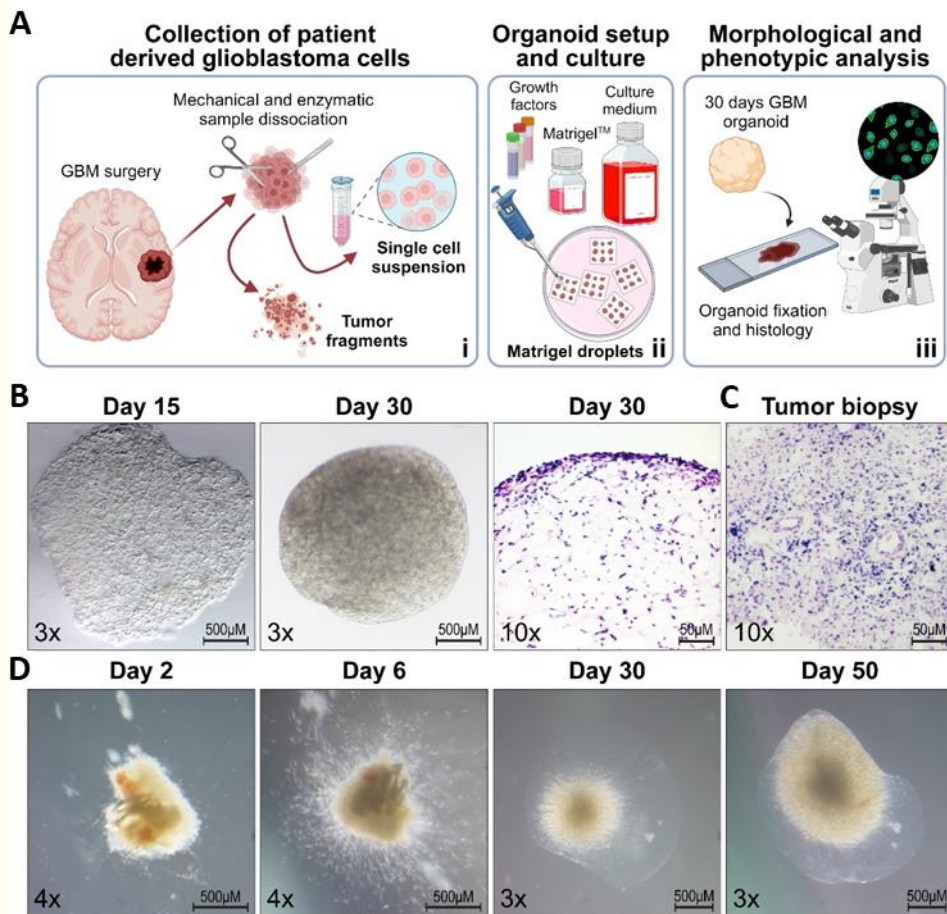 A
Collection of patient
derived glioblastoma cells
Mechanical and enzymatic
sample dissociation
GBM surgery
Single cell
suspension
Tumor
fragments
i
Organoid setup
and culture
Growth
factors
Culture
medium
Matrigel™
Matrigel droplets
ii
Morphological and
phenotypic analysis
30 days GBM
organoid
Organoid fixation
and histology
iii
B
Day 15
3x
500µM
Day 30
3x
500µM
Day 30
10x
50µM
C
Tumor biopsy
10x
50µM
D
Day 2
4x
500µM
Day 6
4x
500µM
Day 30
3x
500µM
Day 50
3x
500µM